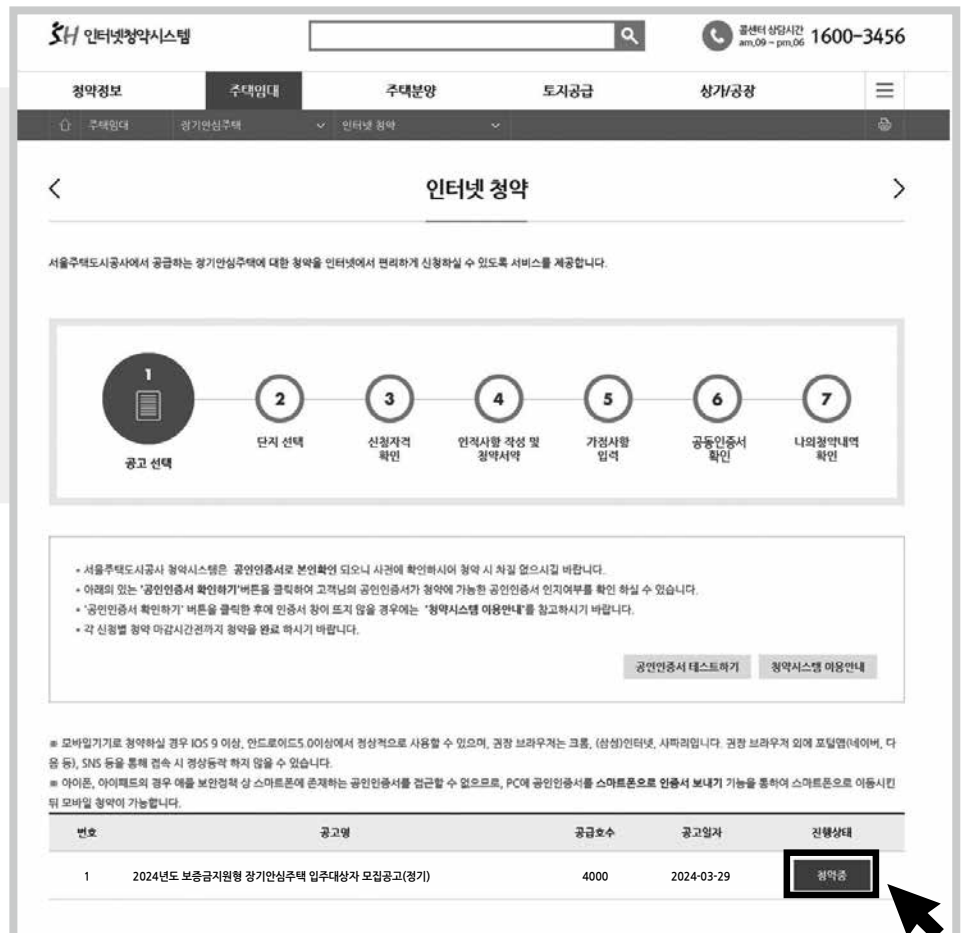 SH 인터넷청약시스템
콜센터 상담시간
am.09 ~ pm.06 1600-3456
청약정보 주택임대 주택분양 토지공급 상가/공장
주택임대 장기안심주택 인터넷 청약
인터넷 청약
서울주택도시공사에서 공급하는 장기안심주택에 대한 청약을 인터넷에서 편리하게 신청하실 수 있도록 서비스를 제공합니다.
1 2 3 4 5 6 7
공고 선택
단지 선택
신청자격
확인
인적사항 작성 및
청약서약
가점사항
입력
공동인증서
확인
나의청약내역
확인
• 서울주택도시공사 청약시스템은 공인인증서로 본인확인 되오니 사전에 확인하시어 청약 시 차질 없으시길 바랍니다.
• 아래의 있는 '공인인증서 확인하기'버튼을 클릭하여 고객님의 공인인증서가 청약에 가능한 공인인증서 인지여부를 확인 하실 수 있습니다.
• '공인인증서 확인하기' 버튼을 클릭한 후에 인증서 창이 뜨지 않을 경우에는 '청약시스템 이용안내'를 참고하시기 바랍니다.
• 각 신청별 청약 마감시간전까지 청약을 완료 하시기 바랍니다.
공인인증서 테스트하기 청약시스템 이용안내
※ 모바일기기로 청약하실 경우 IOS 9 이상, 안드로이드5.0이상에서 정상적으로 사용할 수 있으며, 권장 브라우저는 크롬, (삼성)인터넷, 사파리입니다. 권장 브라우저 외에 포털앱(네이버, 다
음 등), SNS 등을 통해 접속 시 정상동작 하지 않을 수 있습니다.
※ 아이폰, 아이패드의 경우 애플 보안정책 상 스마트폰에 존재하는 공인인증서를 접근할 수 없으므로, PC에 공인인증서를 스마트폰으로 인증서 보내기 기능을 통하여 스마트폰으로 이동시킨
뒤 모바일 청약이 가능합니다.
번호 공고명 공급호수 공고일자 진행상태
1 2024년도 보증금지원형 장기안심주택 입주대상자 모집공고(정기) 4000 2024-03-29 청약중